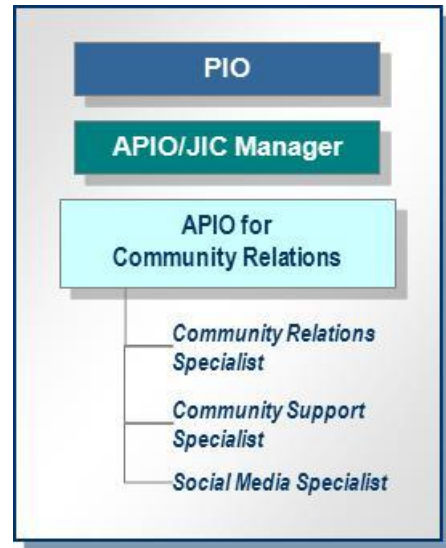 PIO
APIO/JIC Manager
APIO for
Community Relations
Community Relations
Specialist
Community Support
Specialist
Social Media Specialist